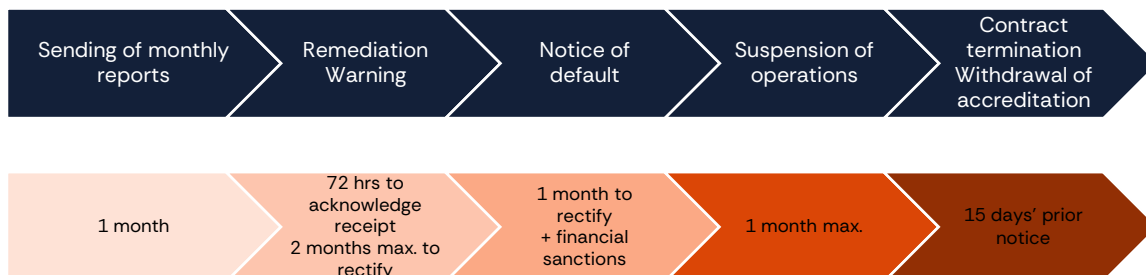 Sending of monthly
reports
Remediation
Warning
Notice of
default
Suspension of
operations
Contract
termination
Withdrawal of
accreditation
1 month
72 hrs to
acknowledge
receipt
2 months max. to
rectify
1 month to
rectify
+ financial
sanctions
1 month max.
15 days' prior
notice